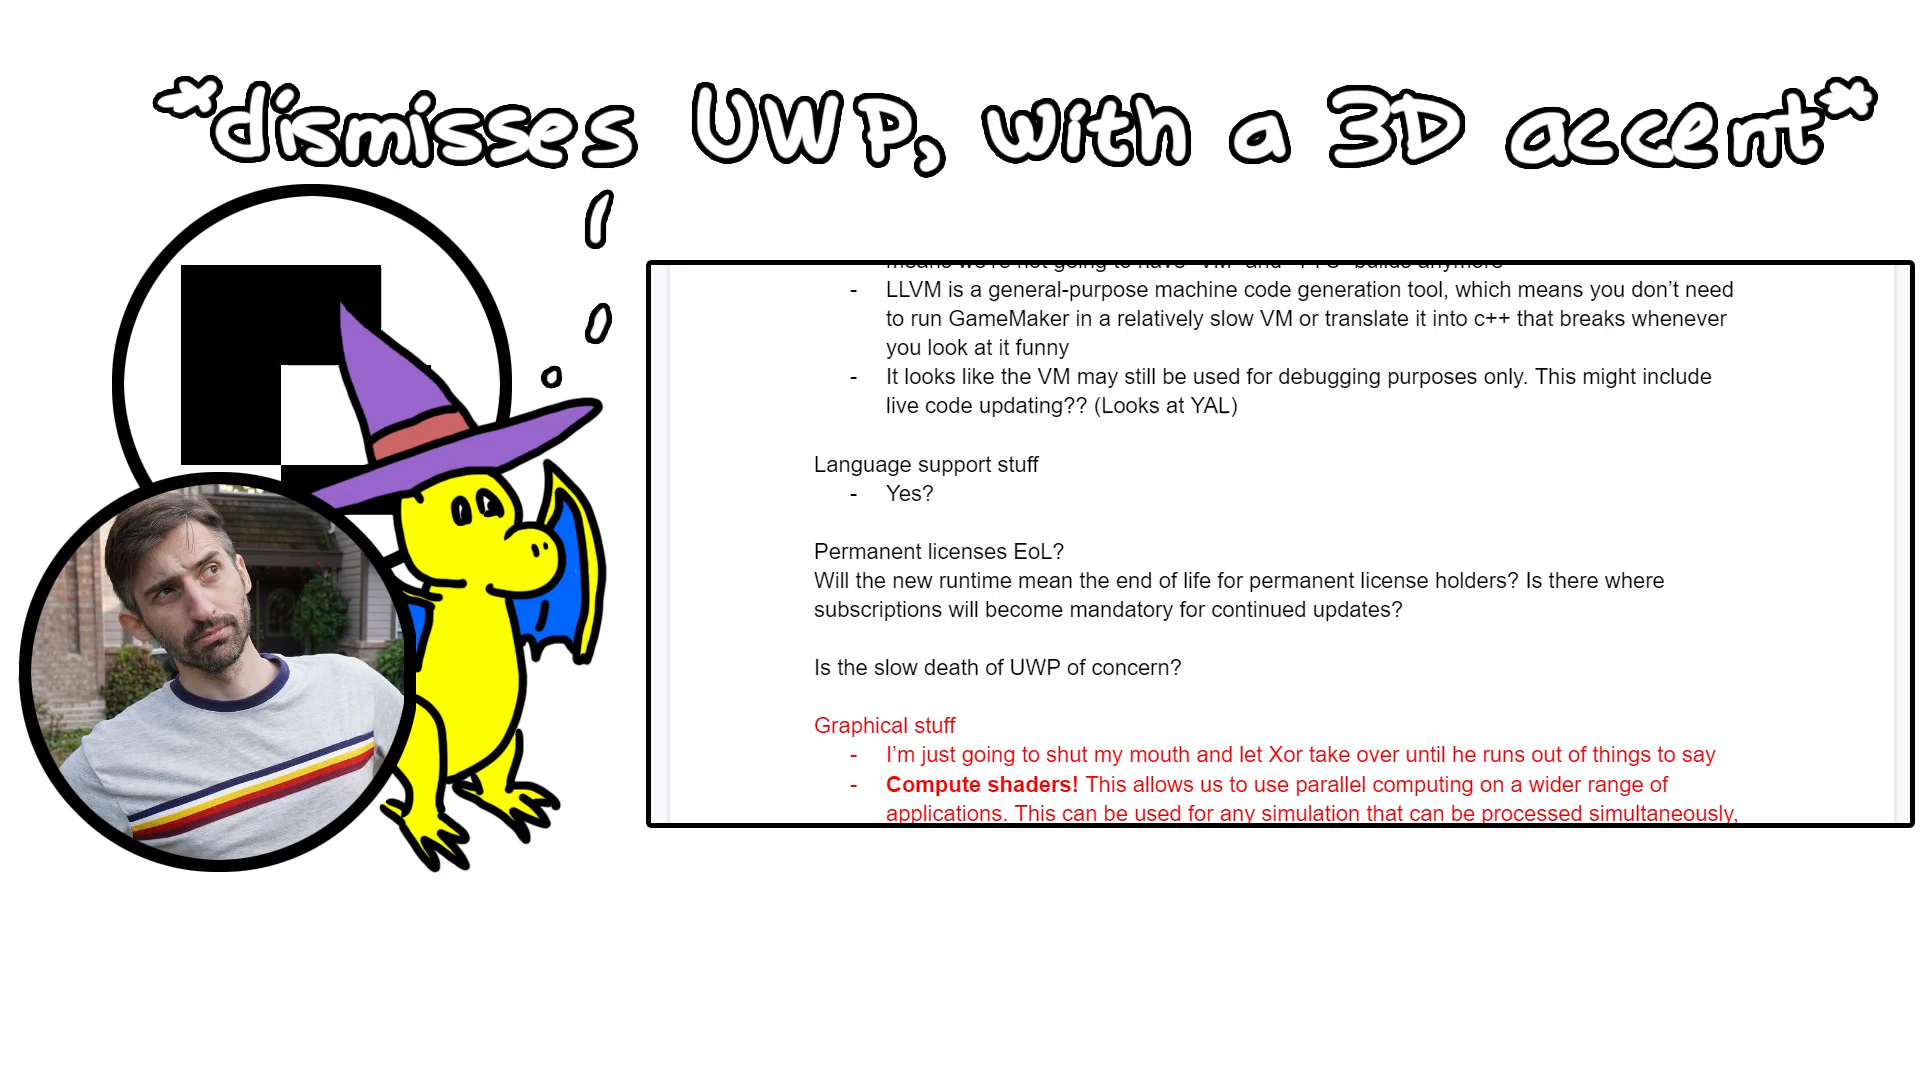 *dismisses UWP, with a 3D accent*
- LLVM is a general-purpose machine code generation tool, which means you don’t need
to run GameMaker in a relatively slow VM or translate it into c++ that breaks whenever
you look at it funny
- It looks like the VM may still be used for debugging purposes only. This might include
live code updating?? (Looks at YAL)
Language support stuff
- Yes?
Permanent licenses EoL?
Will the new runtime mean the end of life for permanent license holders? Is there where
subscriptions will become mandatory for continued updates?
Is the slow death of UWP of concern?
Graphical stuff
- I’m just going to shut my mouth and let Xor take over until he runs out of things to say
- Compute shaders! This allows us to use parallel computing on a wider range of
applications. This can be used for any simulation that can be processed simultaneously,